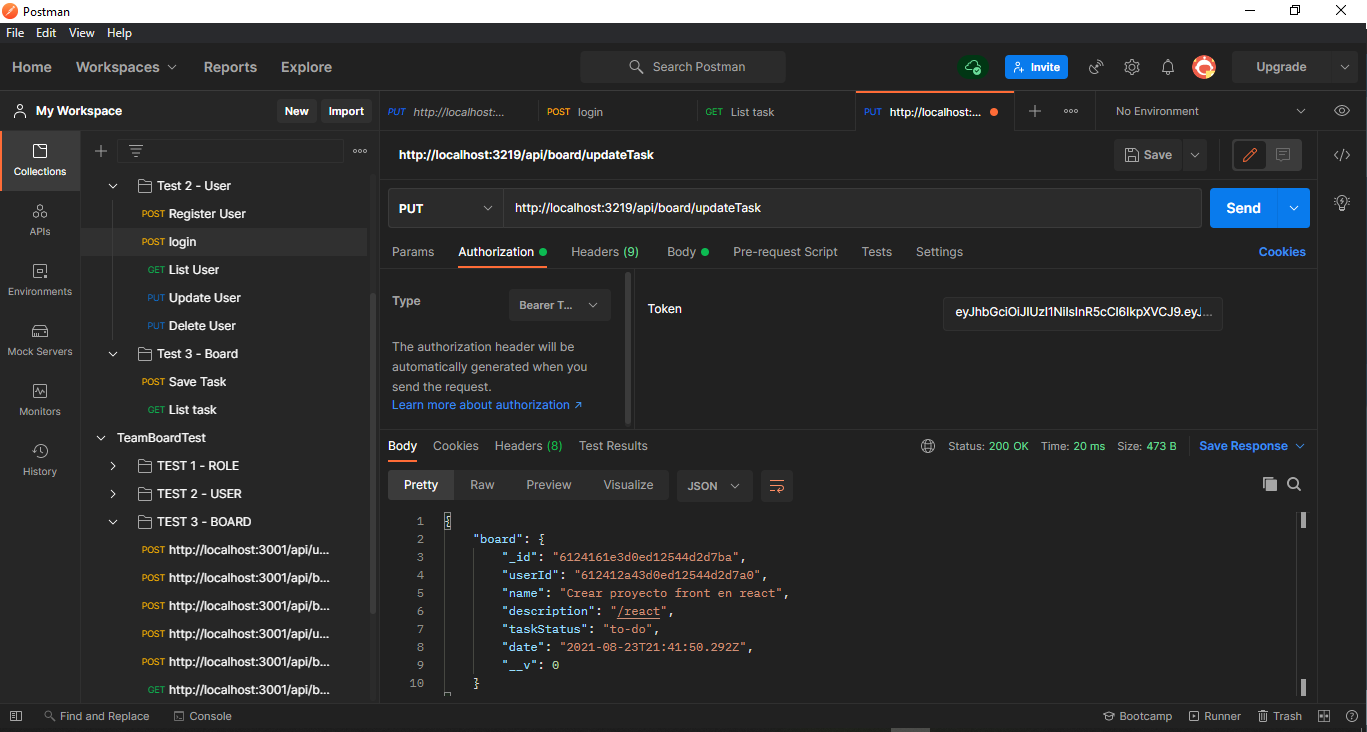 Postman
File Edit View Help
Home Workspaces Reports Explore Search Postman Invite Upgrade
My Workspace New Import
PUT http://localhost:... POST login GET List task PUT http://localhost:... No Environment
Collections
APIs
Environments
Mock Servers
Monitors
History
Test 2 - User
POST Register User
POST login
GET List User
PUT Update User
PUT Delete User
Test 3 - Board
POST Save Task
GET List task
TeamBoardTest
TEST 1 - ROLE
TEST 2 - USER
TEST 3 - BOARD
POST http://localhost:3001/api/u...
POST http://localhost:3001/api/b...
POST http://localhost:3001/api/b...
POST http://localhost:3001/api/u...
POST http://localhost:3001/api/b...
GET http://localhost:3001/api/b...
http://localhost:3219/api/board/updateTask Save
PUT http://localhost:3219/api/board/updateTask Send
Params Authorization Headers (9) Body Pre-request Script Tests Settings Cookies
Type Bearer T...
The authorization header will be
automatically generated when you
send the request.
Learn more about authorization ↗
Token eyJhbGciOiJIUzI1NiIsInR5cCI6IkpXVCJ9.eyJ...
Body Cookies Headers (8) Test Results Status: 200 OK Time: 20 ms Size: 473 B Save Response
Pretty Raw Preview Visualize JSON
1 {
2 "board": {
3 "_id": "6124161e3d0ed12544d2d7ba",
4 "userId": "612412a43d0ed12544d2d7a0",
5 "name": "Crear proyecto front en react",
6 "description": "/react",
7 "taskStatus": "to-do",
8 "date": "2021-08-23T21:41:50.292Z",
9 "__v": 0
10 }
Find and Replace Console Bootcamp Runner Trash